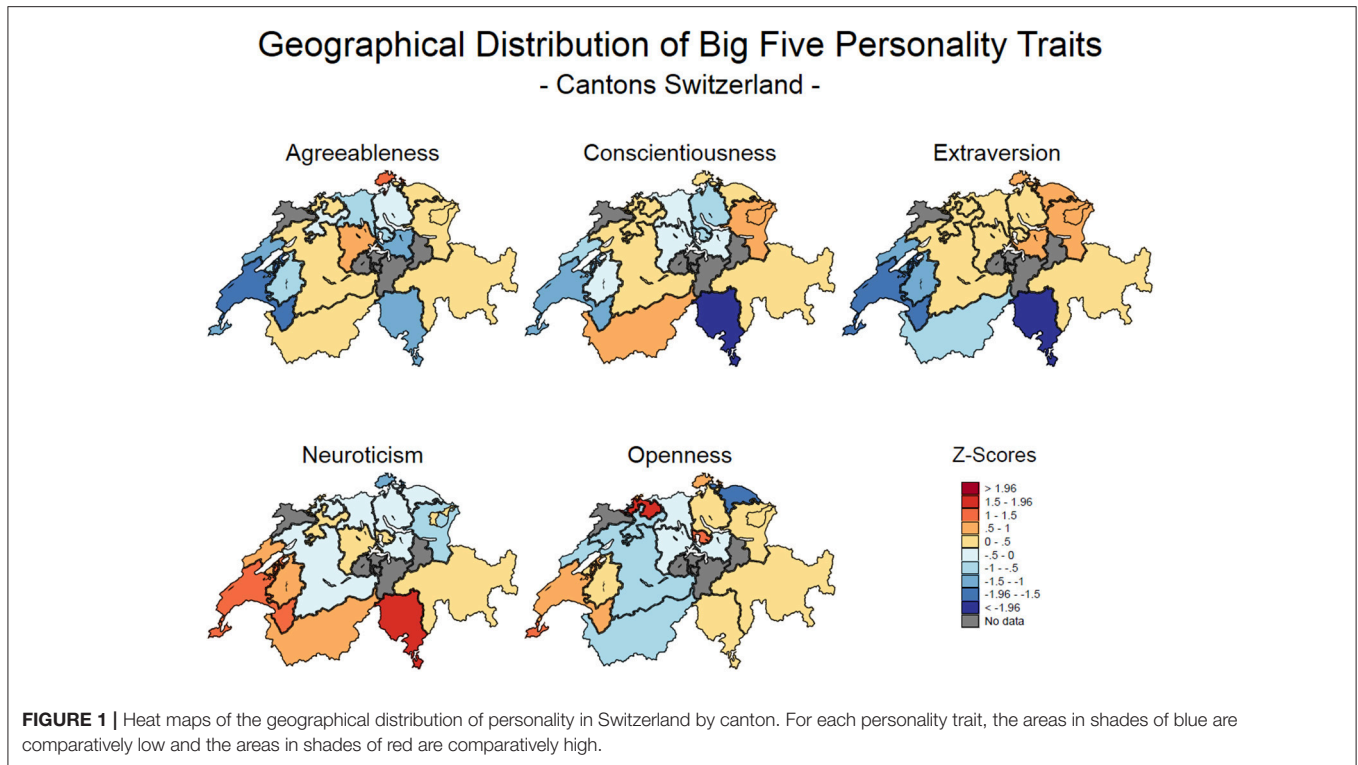 Geographical Distribution of Big Five Personality Traits
- Cantons Switzerland -
Agreeableness
Conscientiousness
Extraversion
Neuroticism
Openness
Z-Scores
> 1.96
1.5 - 1.96
1 - 1.5
.5 - 1
0 - .5
-.5 - 0
-1 - -.5
-1.5 - -1
-1.96 - -1.5
< -1.96
No data
FIGURE 1 | Heat maps of the geographical distribution of personality in Switzerland by canton. For each personality trait, the areas in shades of blue are
comparatively low and the areas in shades of red are comparatively high.